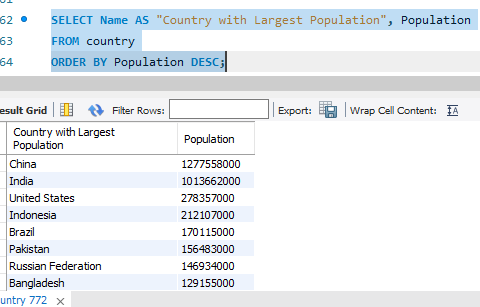 62 SELECT Name AS "Country with Largest Population", Population
63 FROM country
64 ORDER BY Population DESC;
esult Grid Filter Rows: Export: Wrap Cell Content: IA
Country with Largest
Population Population
China 1277558000
India 1013662000
United States 278357000
Indonesia 212107000
Brazil 170115000
Pakistan 156483000
Russian Federation 146934000
Bangladesh 129155000
untry 772